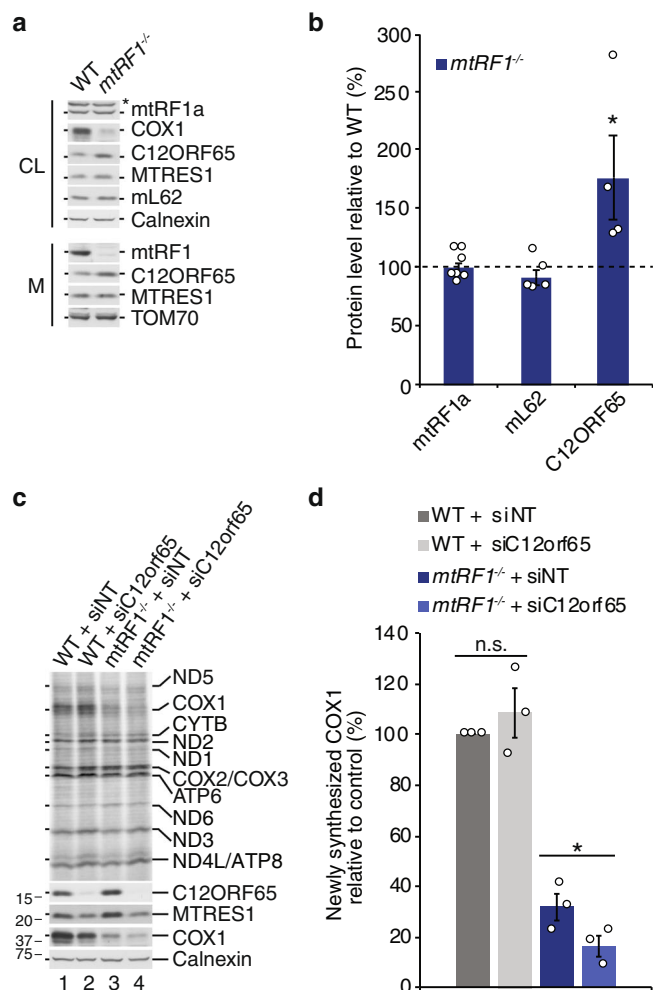 a
WT
mtRF1-/-
*
mtRF1a
COX1
C12ORF65
MTRES1
mL62
Calnexin
CL
mtRF1
C12ORF65
MTRES1
TOM70
M
b
mtRF1-/-
Protein level relative to WT (%)
300
250
200
150
100
50
0
*
mtRF1a
mL62
C12ORF65
c
WT + siNT
WT + siC12orf65
mtRF1-/- + siNT
mtRF1-/- + siC12orf65
ND5
COX1
CYTB
ND2
ND1
COX2/COX3
ATP6
ND6
ND3
ND4L/ATP8
15
C12ORF65
20
MTRES1
37
COX1
75
Calnexin
1 2 3 4
d
WT + siNT
WT + siC12orf65
mtRF1-/- + siNT
mtRF1-/- + siC12orf65
Newly synthesized COX1
relative to control (%)
140
120
100
80
60
40
20
0
n.s.
*